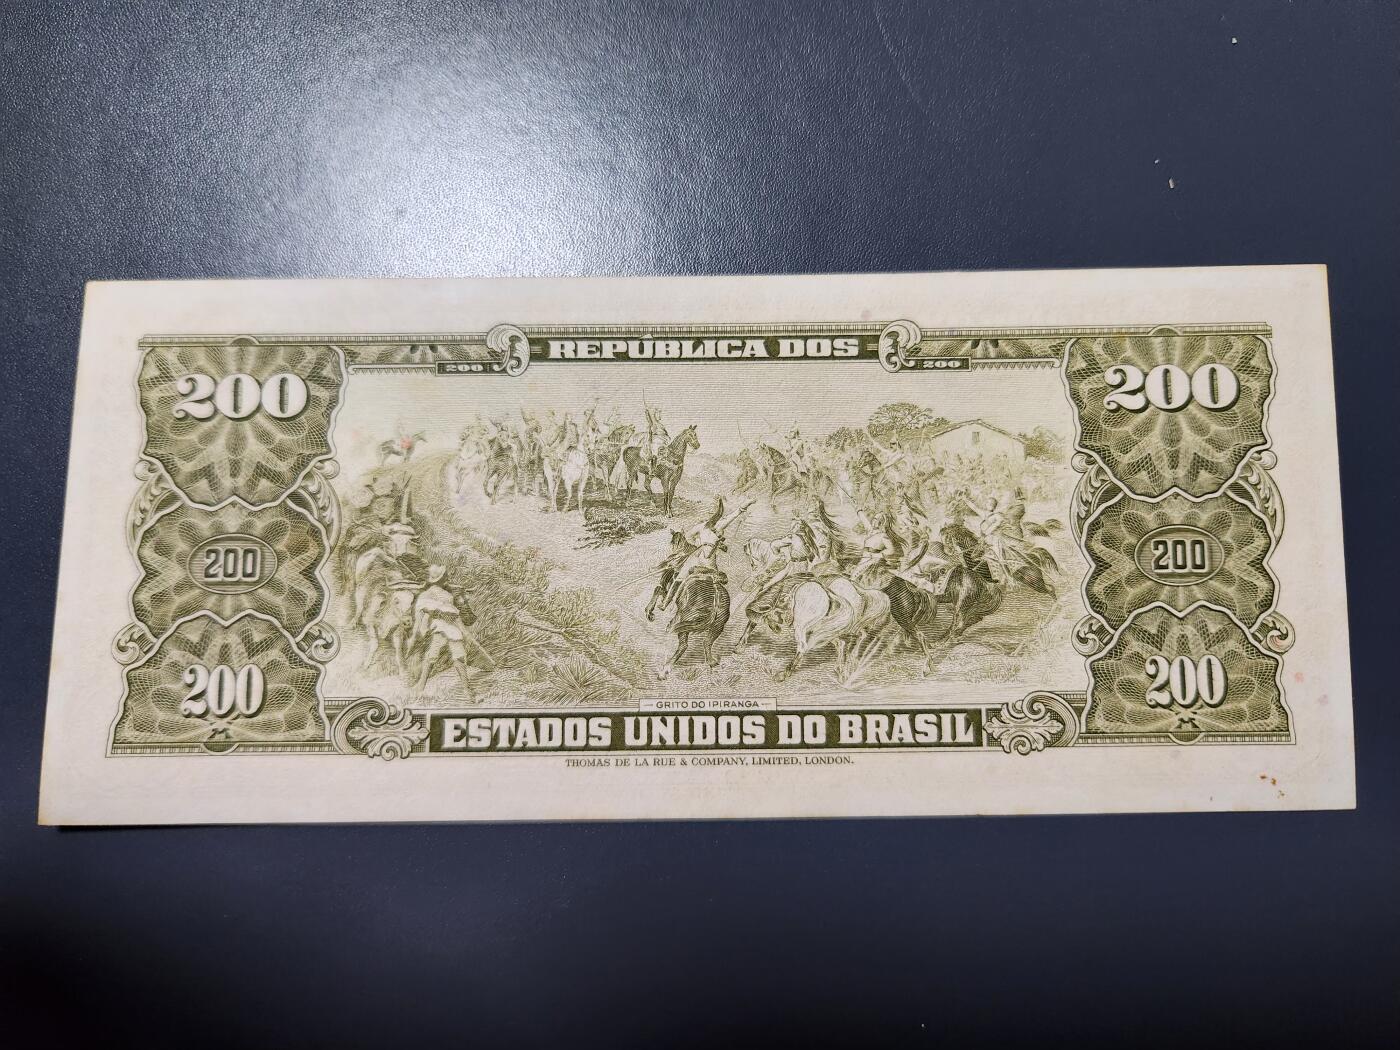 REPÚBLICA DOS
200 200
200 200
200 200
200 200
GRITO DO IPIRANGA
ESTADOS UNIDOS DO BRASIL
THOMAS DE LA RUE & COMPANY, LIMITED, LONDON.